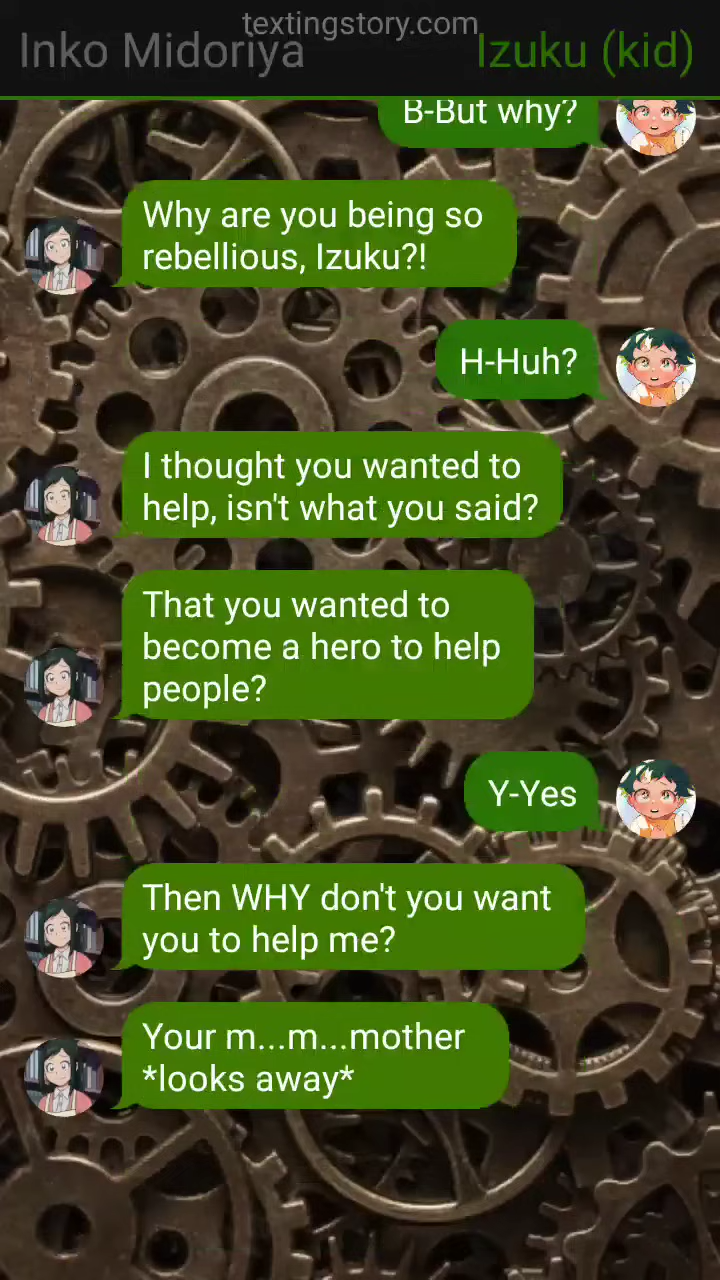 textingstory.com
Inko Midoriya
Izuku (kid)
B-But why?
Why are you being so
rebellious, Izuku?!
H-Huh?
I thought you wanted to
help, isn't what you said?
That you wanted to
become a hero to help
people?
Y-Yes
Then WHY don't you want
you to help me?
Your m...m...mother
*looks away*